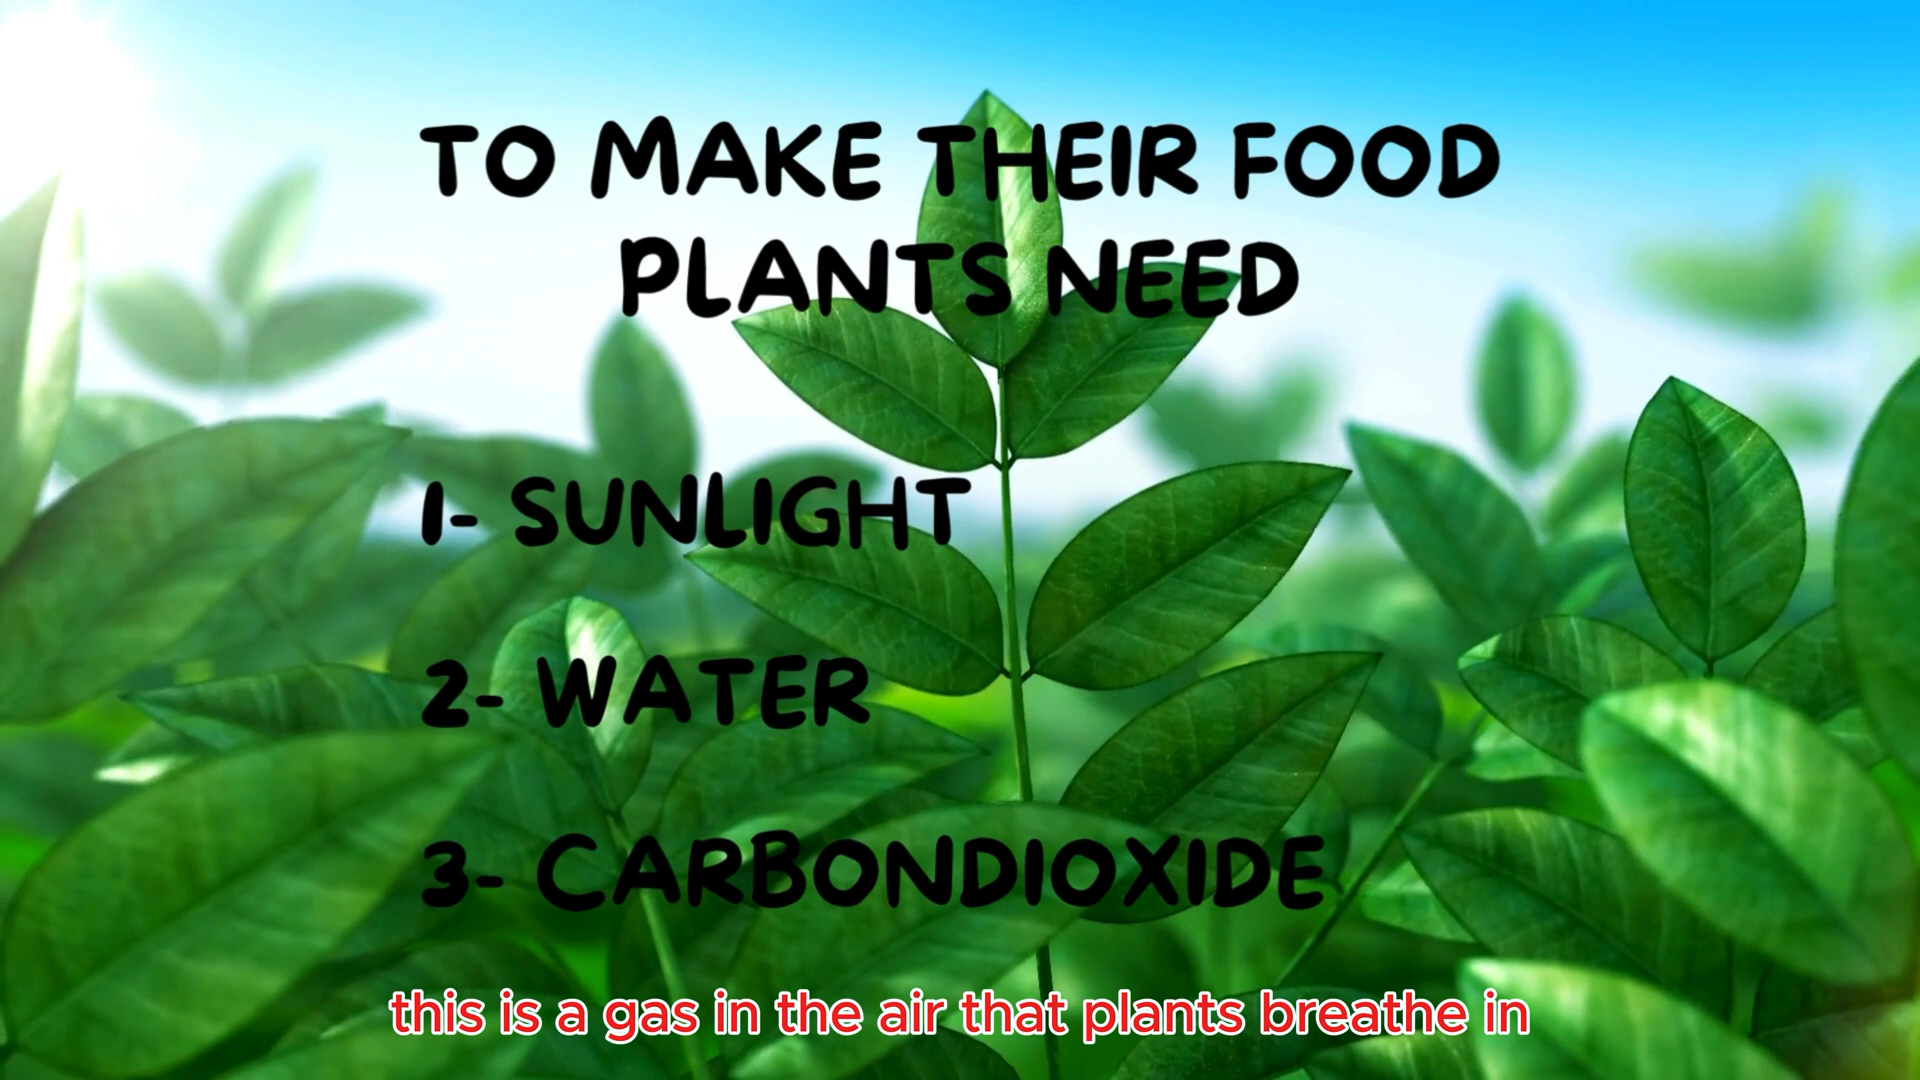 TO MAKE THEIR FOOD
PLANTS NEED
1- SUNLIGHT
2- WATER
3- CARBONDIOXIDE
this is a gas in the air that plants breathe in